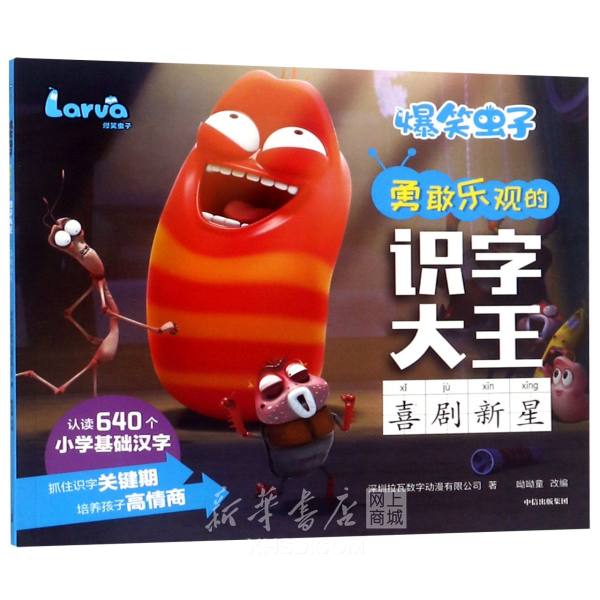 Larva
爆笑虫子
爆笑虫子
勇敢乐观的
识字
大王
xǐ jù xīn xīng
喜剧新星
认读640个
小学基础汉字
抓住识字关键期
培养孩子高情商
深圳拉瓦数字动漫有限公司 著 呦呦童 改编
中信出版集团
新华书店
网上
商城
XHSD.COM